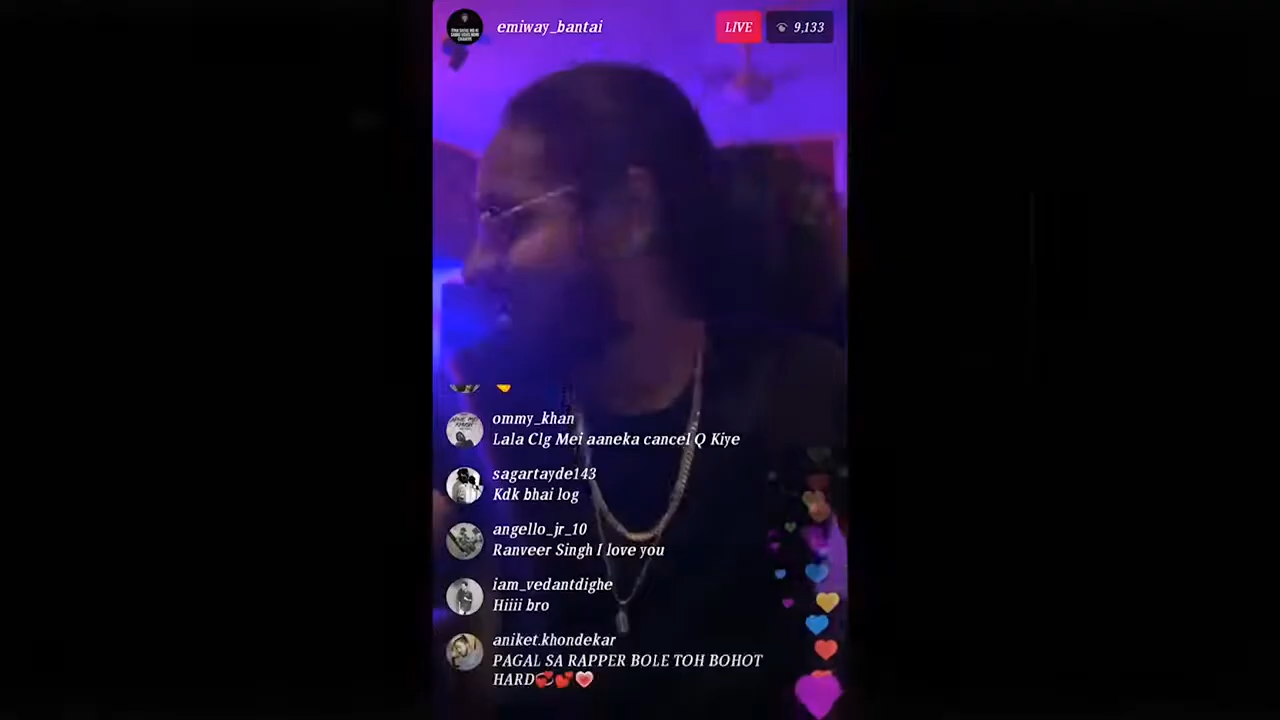 emiway_bantai
LIVE
9,133
ommy_khan
Lala Clg Mei aaneka cancel Q Kiye
sagartayde143
Kdk bhai log
angello_jr_10
Ranveer Singh I love you
iam_vedantdighe
Hiiii bro
aniket.khondekar
PAGAL SA RAPPER BOLE TOH BOHOT
HARD💞💕💗